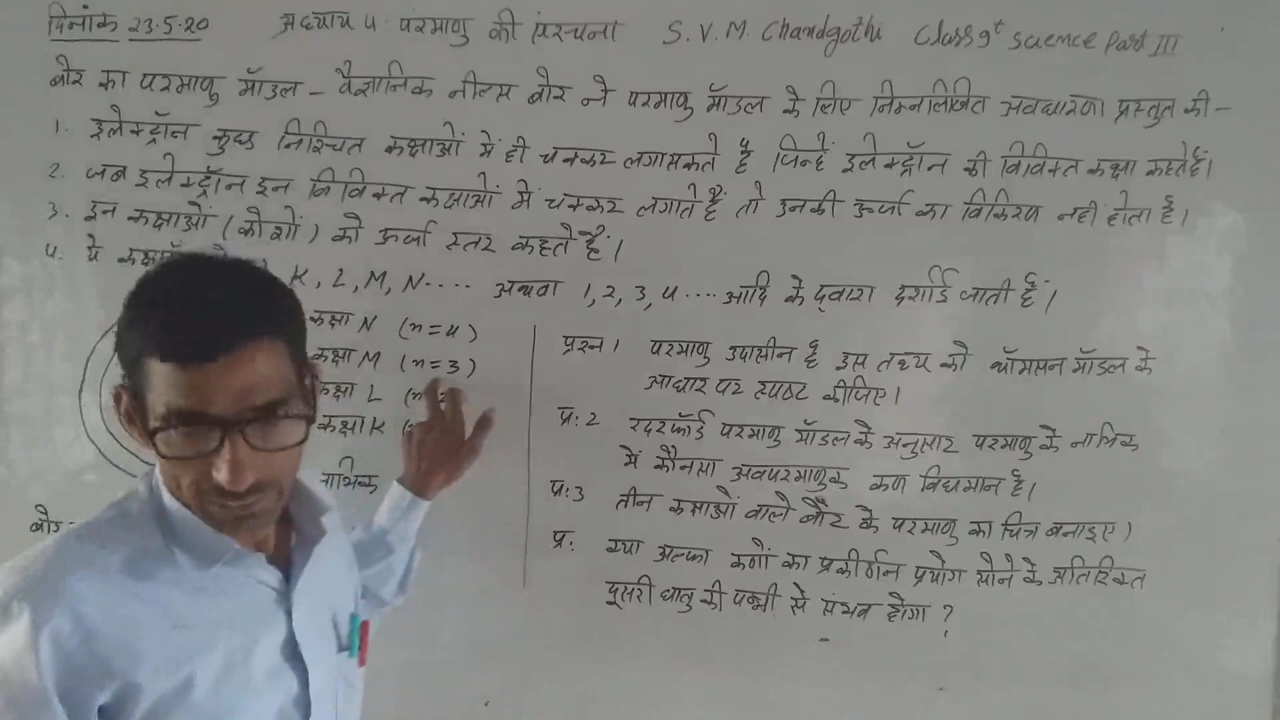 दिनांक 23.5.20 अध्याय 4: परमाणु की संरचना S.V.M. Chandgothi Class 9th Science Part III
बोर का परमाणु मॉडल - वैज्ञानिक नील्स बोर ने परमाणु मॉडल के लिए निम्नलिखित अवधारणा प्रस्तुत की -
1. इलेक्ट्रॉन कुछ निश्चित कक्षाओं में ही चक्कर लगा सकते हैं जिन्हें इलेक्ट्रॉन की विविक्त कक्षा कहते हैं।
2. जब इलेक्ट्रॉन इन विविक्त कक्षाओं में चक्कर लगाते हैं तो उनकी ऊर्जा का विकिरण नहीं होता है।
3. इन कक्षाओं (कोशों) को ऊर्जा स्तर कहते हैं।
4. ये K, L, M, N.... अथवा 1, 2, 3, 4.... आदि के द्वारा दर्शाई जाती हैं।
कक्षा N (n=4)
कक्षा M (n=3)
कक्षा L
कक्षा K
नाभिक
प्रश्न 1 परमाणु उदासीन है इस तथ्य को थॉमसन मॉडल के
आधार पर स्पष्ट कीजिए।
प्र: 2 रदरफॉर्ड परमाणु मॉडल के अनुसार परमाणु के नाभिक
में कौनसा अवपरमाणुक कण विद्यमान है।
प्र: 3 तीन कक्षाओं वाले बोर के परमाणु का चित्र बनाइए।
प्र: क्या अल्फा कणों का प्रकीर्णन प्रयोग सोने के अतिरिक्त
दूसरी धातु की पन्नी से संभव होगा ?